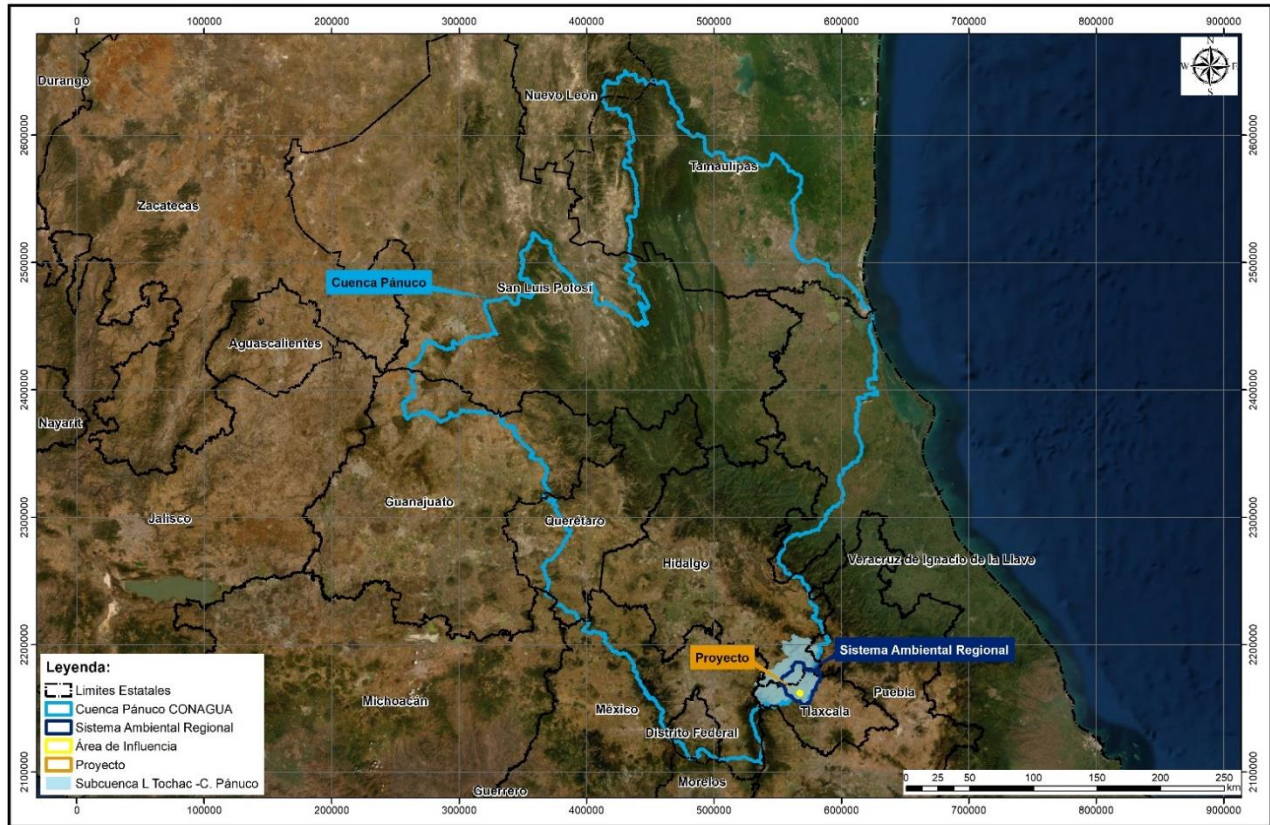 0 100000 200000 300000 400000 500000 600000 700000 800000 900000
N
W E
S
Durango
Nuevo León
2600000 2600000
Tamaulipas
Zacatecas
2500000 2500000
Cuenca Pánuco
San Luis Potosí
Aguascalientes
2400000 2400000
Nayarit
Guanajuato
Jalisco
Querétaro
2300000 2300000
Hidalgo
Veracruz de Ignacio de la Llave
2200000 2200000
Proyecto
Sistema Ambiental Regional
Puebla
Michoacán
México
Tlaxcala
Distrito Federal
2100000 2100000
Morelos
Guerrero
Leyenda:
Limites Estatales
Cuenca Pánuco CONAGUA
Sistema Ambiental Regional
Área de Influencia
Proyecto
Subcuenca L Tochac -C. Pánuco
0 25 50 100 150 200 250
km
0 100000 200000 300000 400000 500000 600000 700000 800000 900000